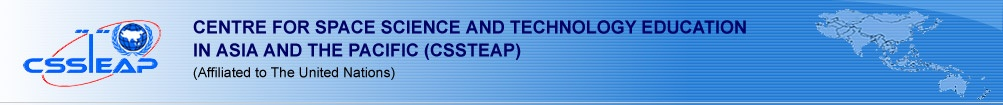 CSSTEAP
CENTRE FOR SPACE SCIENCE AND TECHNOLOGY EDUCATION
IN ASIA AND THE PACIFIC (CSSTEAP)
(Affiliated to The United Nations)